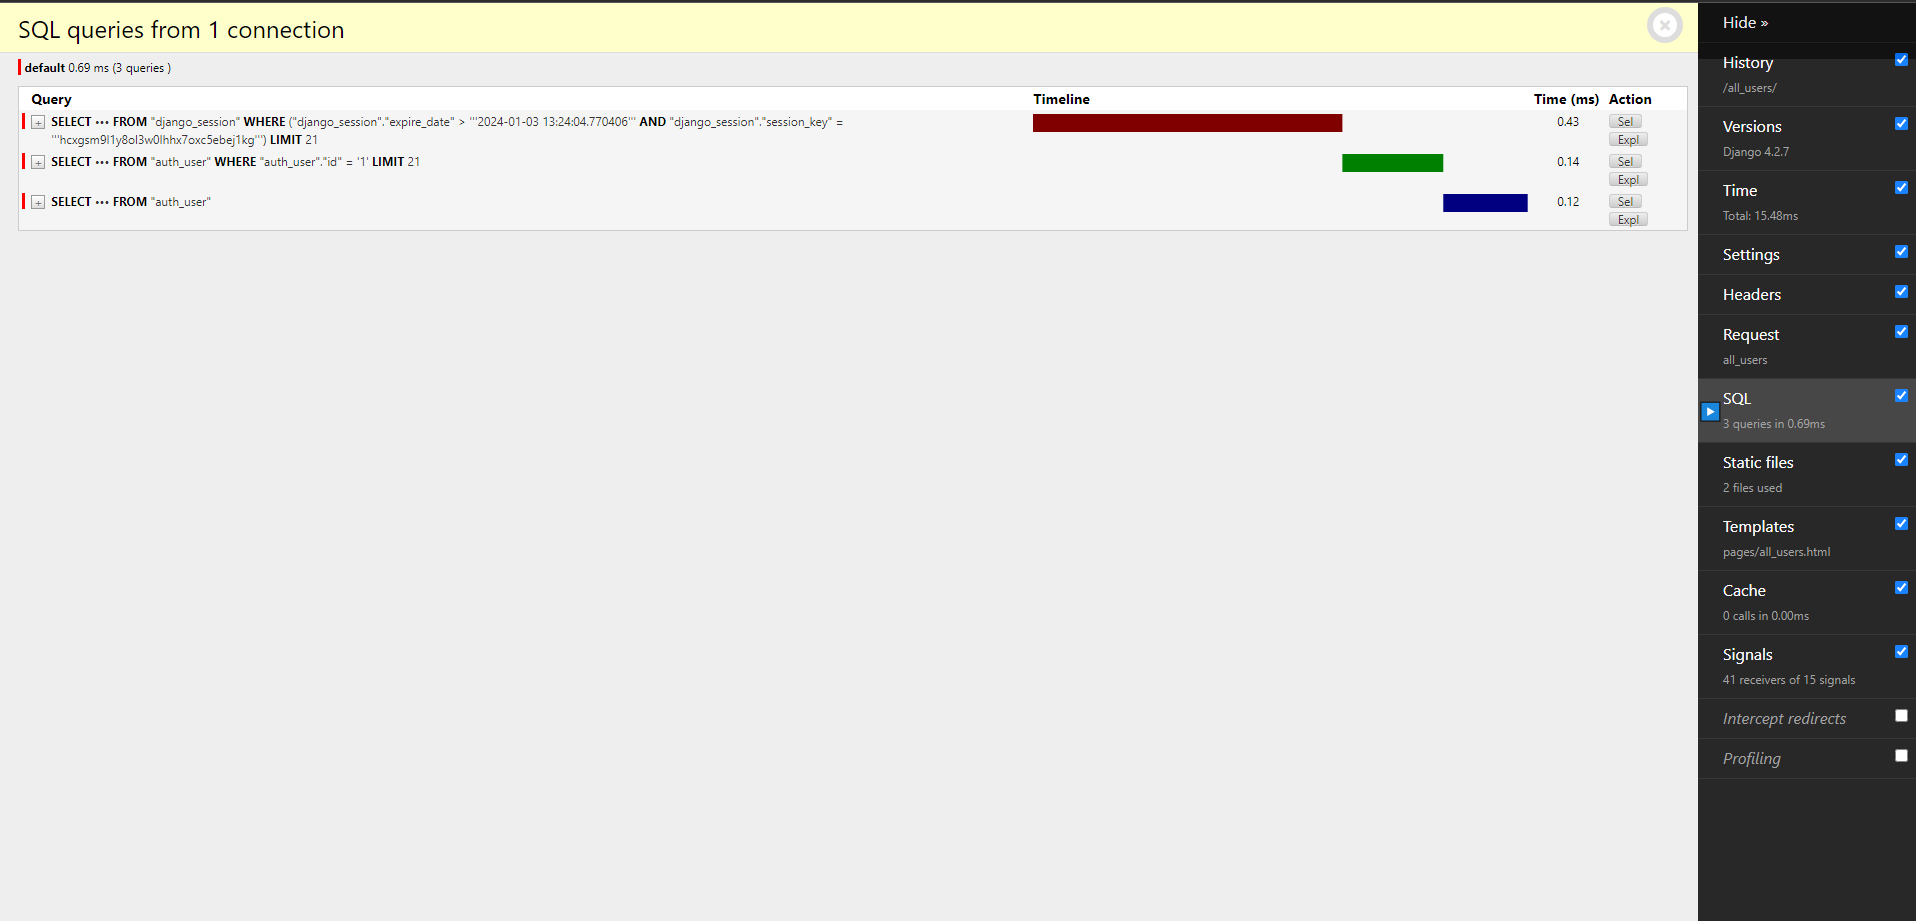 SQL queries from 1 connection
default 0.69 ms (3 queries )
Query Timeline Time (ms) Action
+ SELECT ••• FROM "django_session" WHERE ("django_session"."expire_date" > '''2024-01-03 13:24:04.770406''' AND "django_session"."session_key" = 0.43 Sel
'''hcxgsm9l1y8ol3w0lhhx7oxc5ebej1kg''') LIMIT 21 Expl
+ SELECT ••• FROM "auth_user" WHERE "auth_user"."id" = '1' LIMIT 21 0.14 Sel
Expl
+ SELECT ••• FROM "auth_user" 0.12 Sel
Expl
Hide »
History
/all_users/
Versions
Django 4.2.7
Time
Total: 15.48ms
Settings
Headers
Request
all_users
SQL
3 queries in 0.69ms
Static files
2 files used
Templates
pages/all_users.html
Cache
0 calls in 0.00ms
Signals
41 receivers of 15 signals
Intercept redirects
Profiling